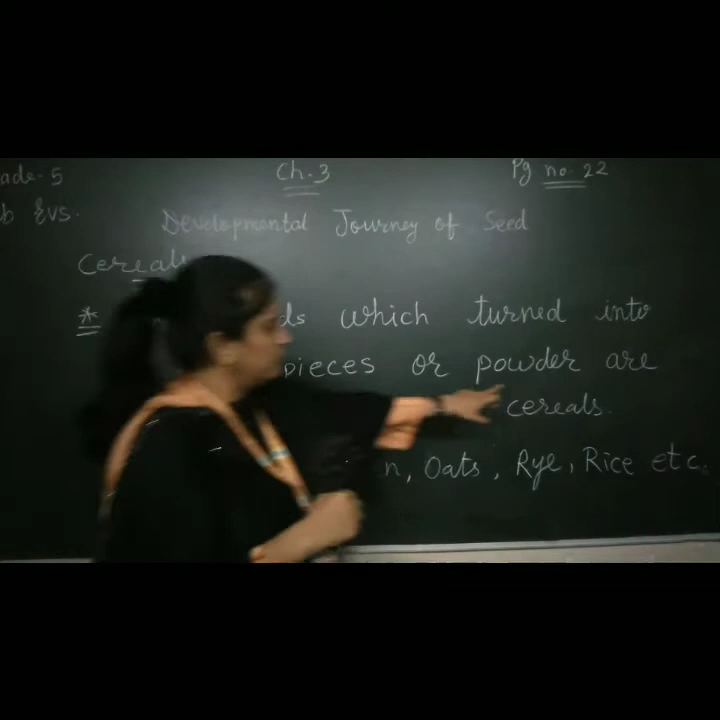 ade-5 Ch.3 Pg no. 22
b Evs.
Developmental Journey of Seed
Cereals
* ds which turned into
pieces or powder are
cereals.
n, Oats, Rye, Rice etc.